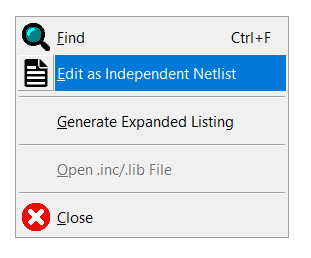 Find Ctrl+F
Edit as Independent Netlist
Generate Expanded Listing
Open .inc/.lib File
Close